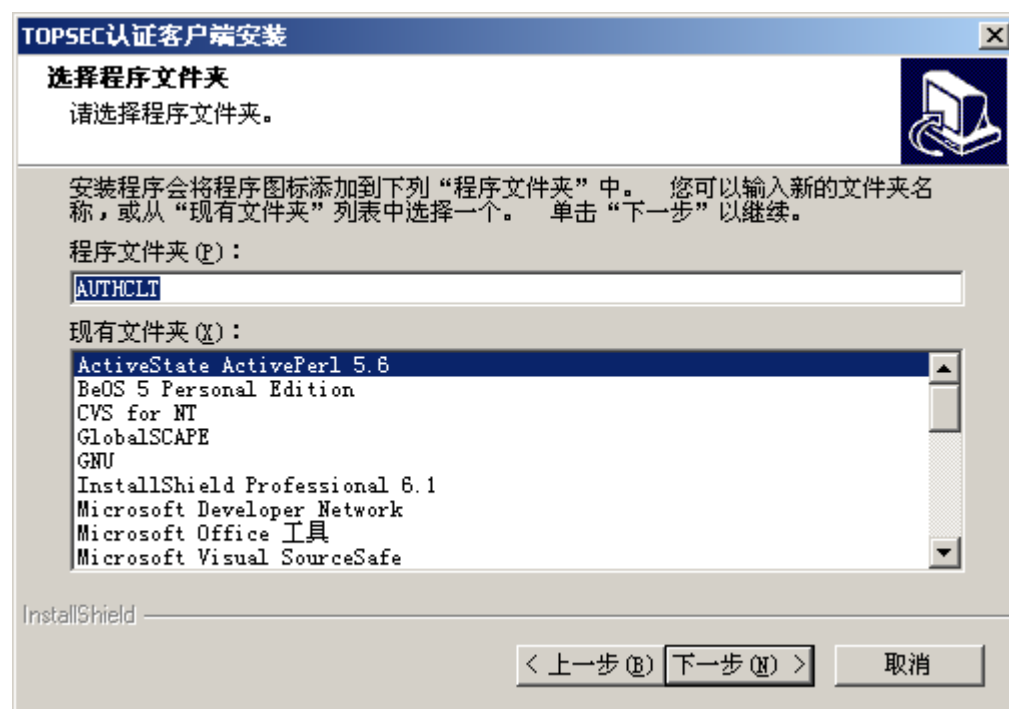 TOPSEC认证客户端安装
选择程序文件夹
请选择程序文件夹。
安装程序会将程序图标添加到下列“程序文件夹”中。 您可以输入新的文件夹名
称，或从“现有文件夹”列表中选择一个。 单击“下一步”以继续。
程序文件夹(P)：
AUTHCLT
现有文件夹(X)：
ActiveState ActivePerl 5.6
BeOS 5 Personal Edition
CVS for NT
GlobalSCAPE
GNU
InstallShield Professional 6.1
Microsoft Developer Network
Microsoft Office 工具
Microsoft Visual SourceSafe
InstallShield
< 上一步(B) 下一步(N) > 取消